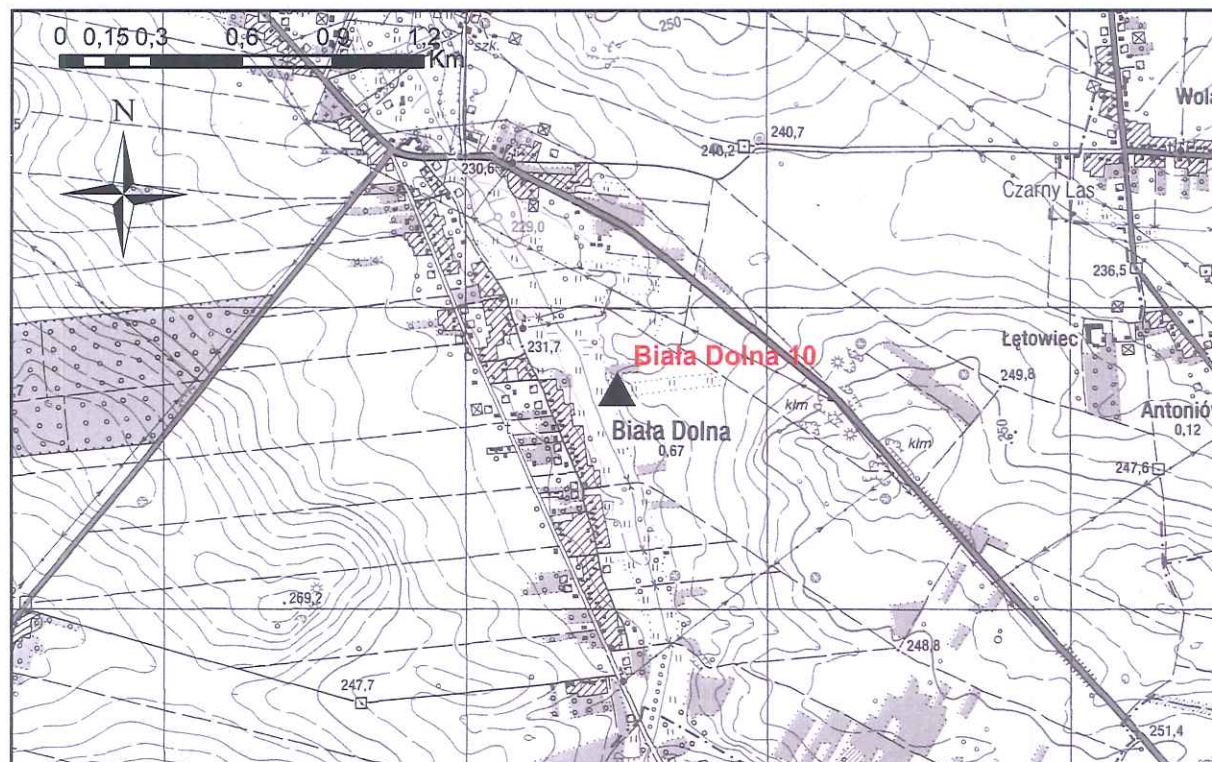 250
0 0,15 0,3 0,6 0,9 1,2
Km
szk.
N
Wola
240,7
240,2
230,6
Czarny Las
229,0
236,5
231,7
Łętowiec
Biała Dolna 10
249,8
klm
260
Antoniów
0,12
Biała Dolna
0,67
klm
247,6
269,2
248,8
247,7
251,4